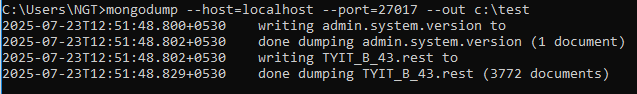 C:\Users\NGT>mongodump --host=localhost --port=27017 --out c:\test
2025-07-23T12:51:48.800+0530    writing admin.system.version to
2025-07-23T12:51:48.802+0530    done dumping admin.system.version (1 document)
2025-07-23T12:51:48.802+0530    writing TYIT_B_43.rest to
2025-07-23T12:51:48.829+0530    done dumping TYIT_B_43.rest (3772 documents)